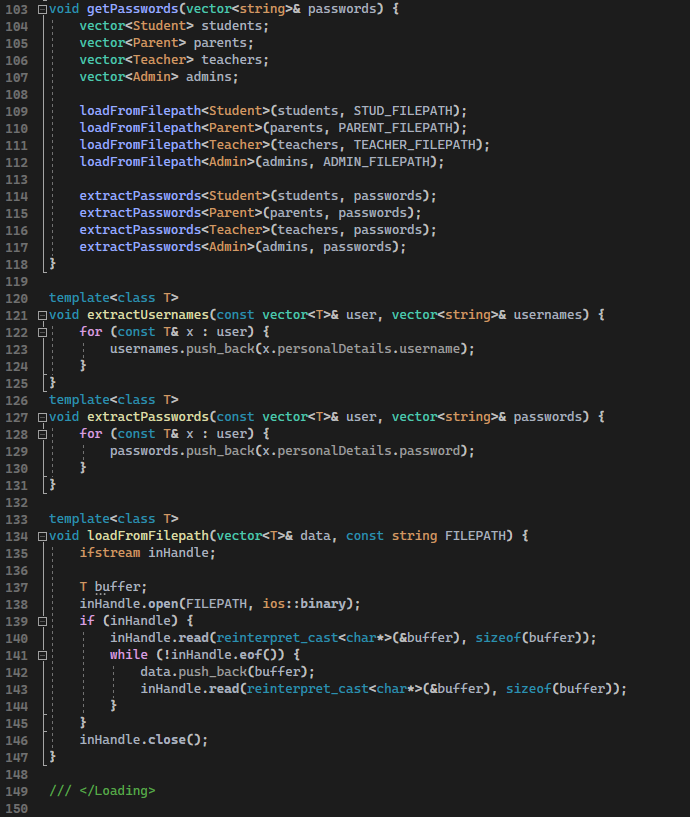 103 void getPasswords(vector<string>& passwords) {
104     vector<Student> students;
105     vector<Parent> parents;
106     vector<Teacher> teachers;
107     vector<Admin> admins;
108
109     loadFromFilepath<Student>(students, STUD_FILEPATH);
110     loadFromFilepath<Parent>(parents, PARENT_FILEPATH);
111     loadFromFilepath<Teacher>(teachers, TEACHER_FILEPATH);
112     loadFromFilepath<Admin>(admins, ADMIN_FILEPATH);
113
114     extractPasswords<Student>(students, passwords);
115     extractPasswords<Parent>(parents, passwords);
116     extractPasswords<Teacher>(teachers, passwords);
117     extractPasswords<Admin>(admins, passwords);
118 }
119
120 template<class T>
121 void extractUsernames(const vector<T>& user, vector<string>& usernames) {
122     for (const T& x : user) {
123         usernames.push_back(x.personalDetails.username);
124     }
125 }
126 template<class T>
127 void extractPasswords(const vector<T>& user, vector<string>& passwords) {
128     for (const T& x : user) {
129         passwords.push_back(x.personalDetails.password);
130     }
131 }
132
133 template<class T>
134 void loadFromFilepath(vector<T>& data, const string FILEPATH) {
135     ifstream inHandle;
136
137     T buffer;
138     inHandle.open(FILEPATH, ios::binary);
139     if (inHandle) {
140         inHandle.read(reinterpret_cast<char*>(&buffer), sizeof(buffer));
141         while (!inHandle.eof()) {
142             data.push_back(buffer);
143             inHandle.read(reinterpret_cast<char*>(&buffer), sizeof(buffer));
144         }
145     }
146     inHandle.close();
147 }
148
149 /// </Loading>
150